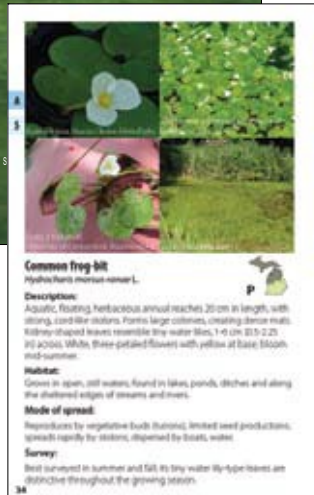 A
S
S
Common frog-bit
Hydrocharis morsus-ranae L.
P
Description:
Aquatic, floating, herbaceous annual reaches 20 cm in length, with
strong, cord-like stolons. Forms large colonies, creating dense mats.
Kidney-shaped leaves resemble tiny water lilies, 1-6 cm (0.5-2.25
in) across. White, three-petaled flowers with yellow at base; bloom
mid-summer.
Habitat:
Grows in open, still waters; found in lakes, ponds, ditches and along
the sheltered edges of streams and rivers.
Mode of spread:
Reproduces by vegetative buds (turions), limited seed productions;
spreads rapidly by stolons; dispersed by boats, water.
Survey:
Best surveyed in summer and fall; its tiny water lily-type leaves are
distinctive throughout the growing season.
34